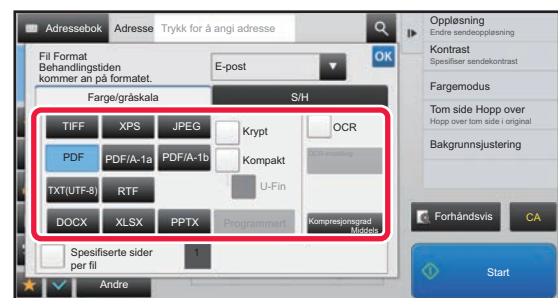 Adressebok
Adresse
Trykk for å angi adresse
Fil Format
Behandlingstiden
kommer an på formatet.
E-post
OK
Farge/gråskala
S/H
TIFF
XPS
JPEG
Krypt
OCR
PDF
PDF/A-1a
PDF/A-1b
Kompakt
TXT(UTF-8)
RTF
U-Fin
DOCX
XLSX
PPTX
Programmert
Kompresjonsgrad
Middels
Spesifiserte sider
per fil
1
Andre
Oppløsning
Endre sendeoppløsning
Kontrast
Spesifiser sendekontrast
Fargemodus
Tom side Hopp over
Hopp over tom side i original
Bakgrunnsjustering
Forhåndsvis
CA
Start